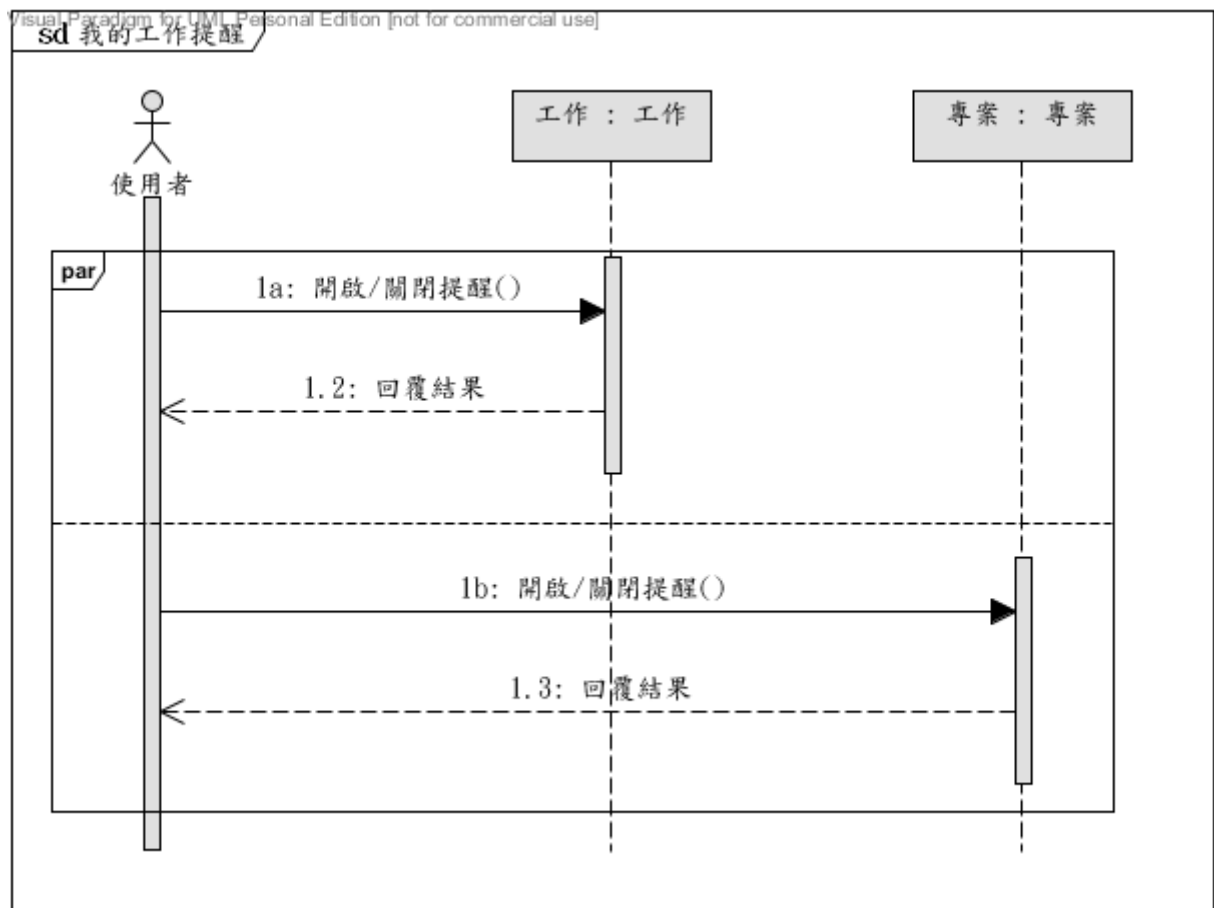 Visual Paradigm for UML Personal Edition [not for commercial use]
sd 我的工作提醒
工作 : 工作
專案 : 專案
使用者
par
1a: 開啟/關閉提醒()
1.2: 回覆結果
1b: 開啟/關閉提醒()
1.3: 回覆結果